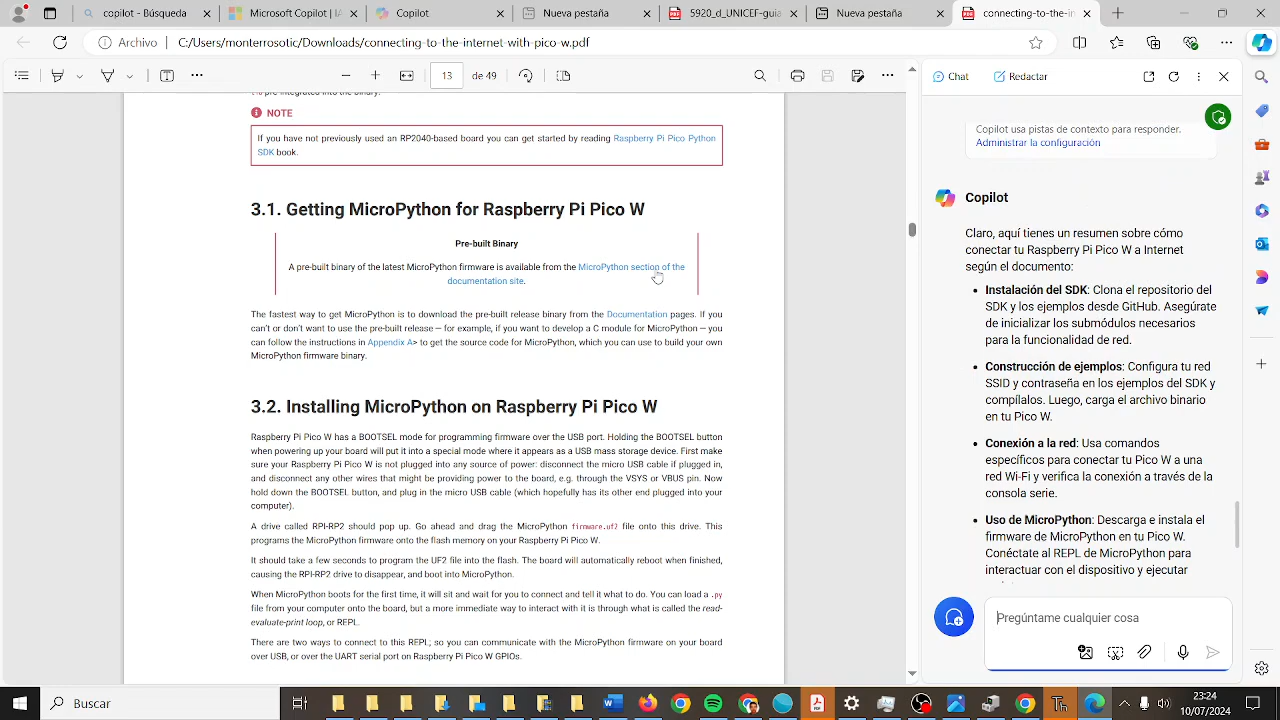 copilot - Búsqueda
Microsoft Copilot | IA
Copilot
Nueva pestaña
5920_d_UNICEF-guia
Nueva pestaña
connecting-to-the-in
Archivo
C:/Users/monterrosotic/Downloads/connecting-to-the-internet-with-pico w.pdf
13 de 49
Chat
Redactar
pre-integrated into the binary.
NOTE
If you have not previously used an RP2040-based board you can get started by reading Raspberry Pi Pico Python
SDK book.
3.1. Getting MicroPython for Raspberry Pi Pico W
Pre-built Binary
A pre-built binary of the latest MicroPython firmware is available from the MicroPython section of the
documentation site.
The fastest way to get MicroPython is to download the pre-built release binary from the Documentation pages. If you
can't or don't want to use the pre-built release — for example, if you want to develop a C module for MicroPython — you
can follow the instructions in Appendix A> to get the source code for MicroPython, which you can use to build your own
MicroPython firmware binary.
3.2. Installing MicroPython on Raspberry Pi Pico W
Raspberry Pi Pico W has a BOOTSEL mode for programming firmware over the USB port. Holding the BOOTSEL button
when powering up your board will put it into a special mode where it appears as a USB mass storage device. First make
sure your Raspberry Pi Pico W is not plugged into any source of power: disconnect the micro USB cable if plugged in,
and disconnect any other wires that might be providing power to the board, e.g. through the VSYS or VBUS pin. Now
hold down the BOOTSEL button, and plug in the micro USB cable (which hopefully has its other end plugged into your
computer).
A drive called RPI-RP2 should pop up. Go ahead and drag the MicroPython firmware.uf2 file onto this drive. This
programs the MicroPython firmware onto the flash memory on your Raspberry Pi Pico W.
It should take a few seconds to program the UF2 file into the flash. The board will automatically reboot when finished,
causing the RPI-RP2 drive to disappear, and boot into MicroPython.
When MicroPython boots for the first time, it will sit and wait for you to connect and tell it what to do. You can load a .py
file from your computer onto the board, but a more immediate way to interact with it is through what is called the read-
evaluate-print loop, or REPL.
There are two ways to connect to this REPL; so you can communicate with the MicroPython firmware on your board
over USB, or over the UART serial port on Raspberry Pi Pico W GPIOs.
Copilot usa pistas de contexto para responder.
Administrar la configuración
Copilot
Claro, aquí tienes un resumen sobre cómo
conectar tu Raspberry Pi Pico W a Internet
según el documento:
• Instalación del SDK: Clona el repositorio del
SDK y los ejemplos desde GitHub. Asegúrate
de inicializar los submódulos necesarios
para la funcionalidad de red.
• Construcción de ejemplos: Configura tu red
SSID y contraseña en los ejemplos del SDK y
compílalos. Luego, carga el archivo binario
en tu Pico W.
• Conexión a la red: Usa comandos
específicos para conectar tu Pico W a una
red Wi-Fi y verifica la conexión a través de la
consola serie.
• Uso de MicroPython: Descarga e instala el
firmware de MicroPython en tu Pico W.
Conéctate al REPL de MicroPython para
interactuar con el dispositivo y ejecutar
Pregúntame cualquier cosa
Buscar
23:24
10/07/2024